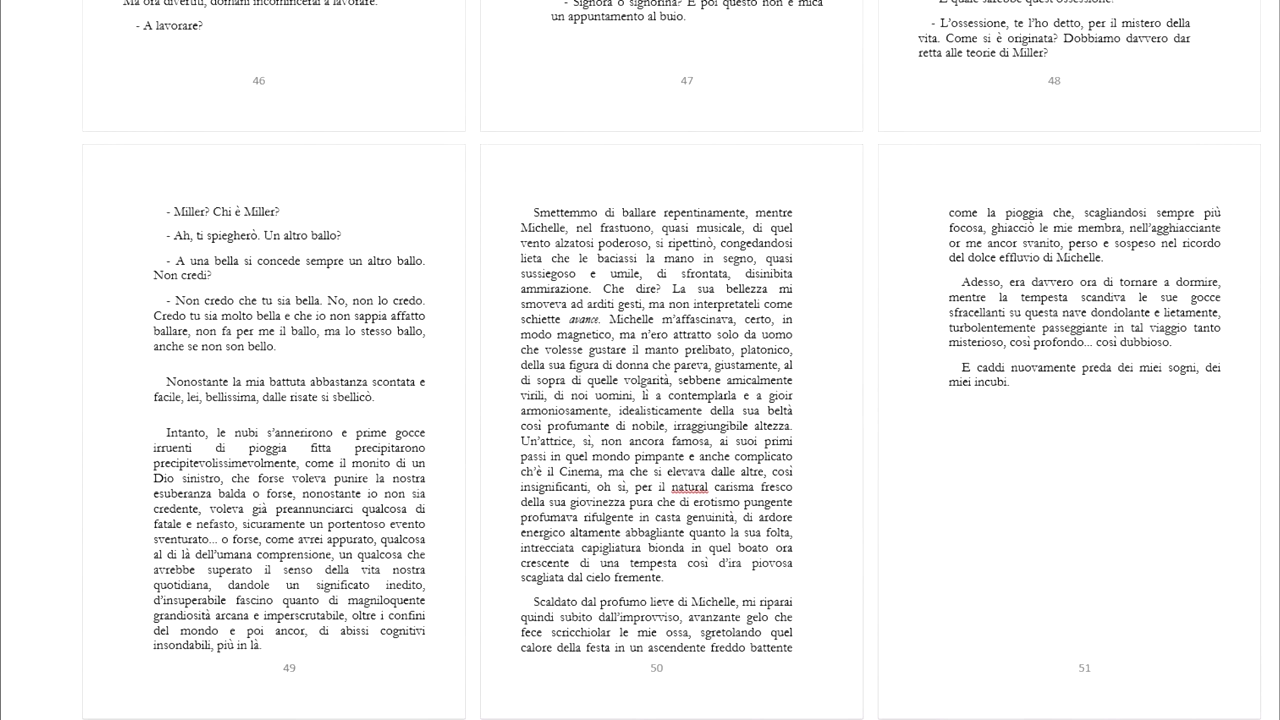 Ma ora divertiti, domani incomincerai a lavorare.
- A lavorare?
46
- Signora o signorina? E poi questo non è mica
un appuntamento al buio.
47
- L’ossessione, te l’ho detto, per il mistero della
vita. Come si è originata? Dobbiamo davvero dar
retta alle teorie di Miller?
48
- Miller? Chi è Miller?
- Ah, ti spiegherò. Un altro ballo?
- A una bella si concede sempre un altro ballo.
Non credi?
- Non credo che tu sia bella. No, non lo credo.
Credo tu sia molto bella e che io non sappia affatto
ballare, non fa per me il ballo, ma lo stesso ballo,
anche se non son bello.
Nonostante la mia battuta abbastanza scontata e
facile, lei, bellissima, dalle risate si sbellicò.
Intanto, le nubi s’annerirono e prime gocce
irruenti di pioggia fitta precipitarono
precipitevolissimevolmente, come il monito di un
Dio sinistro, che forse voleva punire la nostra
esuberanza balda o forse, nonostante io non sia
credente, voleva già preannunciarci qualcosa di
fatale e nefasto, sicuramente un portentoso evento
sventurato... o forse, come avrei appurato, qualcosa
al di là dell’umana comprensione, un qualcosa che
avrebbe superato il senso della vita nostra
quotidiana, dandole un significato inedito,
d’insuperabile fascino quanto di magniloquente
grandiosità arcana e imperscrutabile, oltre i confini
del mondo e poi ancor, di abissi cognitivi
insondabili, più in là.
49
Smettemmo di ballare repentinamente, mentre
Michelle, nel frastuono, quasi musicale, di quel
vento alzatosi poderoso, si ripettinò, congedandosi
lieta che le baciassi la mano in segno, quasi
sussiegoso e umile, di sfrontata, disinibita
ammirazione. Che dire? La sua bellezza mi
smoveva ad arditi gesti, ma non interpretateli come
schiette avance. Michelle m’affascinava, certo, in
modo magnetico, ma n’ero attratto solo da uomo
che volesse gustare il manto prelibato, platonico,
della sua figura di donna che pareva, giustamente, al
di sopra di quelle volgarità, sebbene amicalmente
virili, di noi uomini, lì a contemplarla e a gioir
armoniosamente, idealisticamente della sua beltà
così profumante di nobile, irraggiungibile altezza.
Un’attrice, sì, non ancora famosa, ai suoi primi
passi in quel mondo pimpante e anche complicato
ch’è il Cinema, ma che si elevava dalle altre, così
insignificanti, oh sì, per il natural carisma fresco
della sua giovinezza pura che di erotismo pungente
profumava rifulgente in casta genuinità, di ardore
energico altamente abbagliante quanto la sua folta,
intrecciata capigliatura bionda in quel boato ora
crescente di una tempesta così d’ira piovosa
scagliata dal cielo fremente.
Scaldato dal profumo lieve di Michelle, mi riparai
quindi subito dall’improvviso, avanzante gelo che
fece scricchiolar le mie ossa, sgretolando quel
calore della festa in un ascendente freddo battente
50
come la pioggia che, scagliandosi sempre più
focosa, ghiacciò le mie membra, nell’agghiacciante
or me ancor svanito, perso e sospeso nel ricordo
del dolce effluvio di Michelle.
Adesso, era davvero ora di tornare a dormire,
mentre la tempesta scandiva le sue gocce
sfracellanti su questa nave dondolante e lietamente,
turbolentemente passeggiante in tal viaggio tanto
misterioso, così profondo... così dubbioso.
E caddi nuovamente preda dei miei sogni, dei
miei incubi.
51